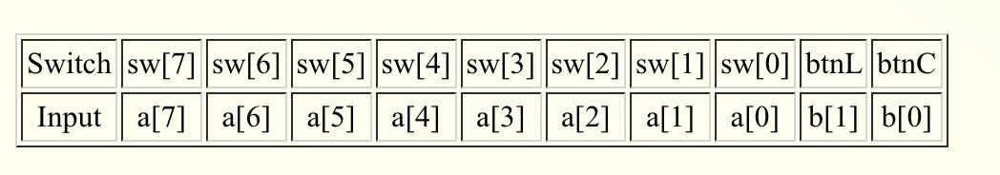 Switch sw[7] sw[6] sw[5] sw[4] sw[3] sw[2] sw[1] sw[0] btnL btnC
Input a[7] a[6] a[5] a[4] a[3] a[2] a[1] a[0] b[1] b[0]